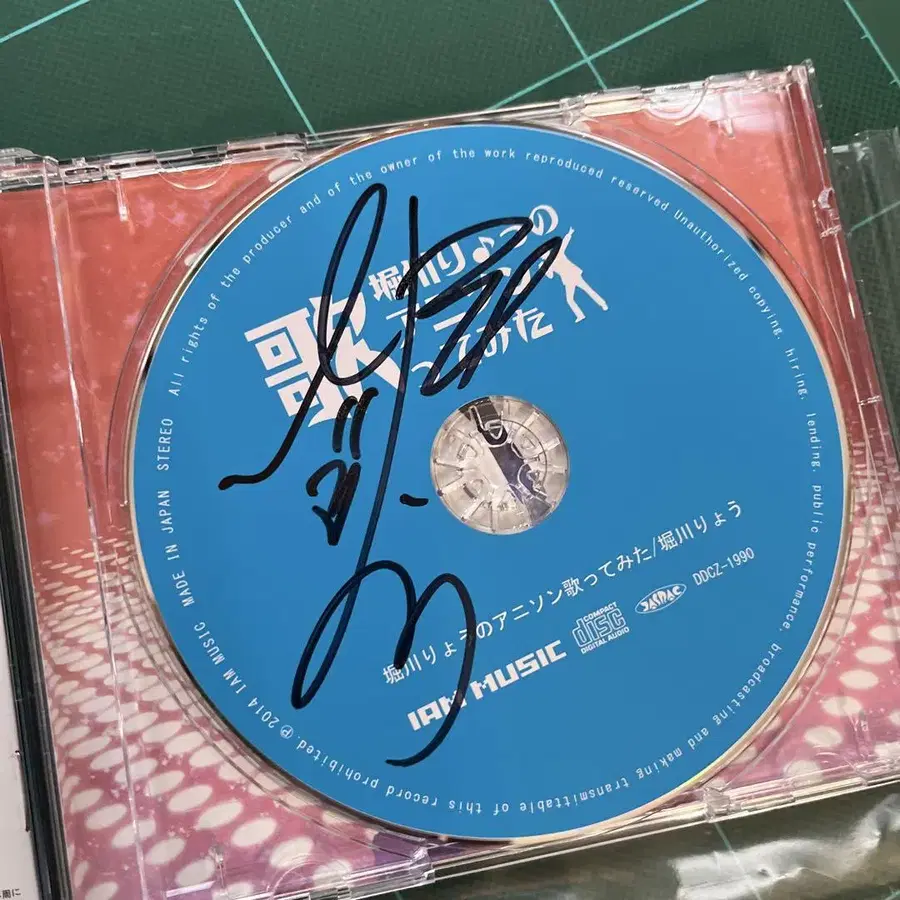 All rights of the producer and of the owner of the work reproduced reserved Unauthorized copying. hiring. lending. public performance. broadcasting and making transmittable of this record prohibited. Ⓟ 2014 IAM MUSIC MADE IN JAPAN STEREO
堀川りょうの
歌ってみた
堀川りょうのアニソン歌ってみた/堀川りょう
IAM MUSIC
COMPACT
disc
DIGITAL AUDIO
JASRAC
DDCZ-1990